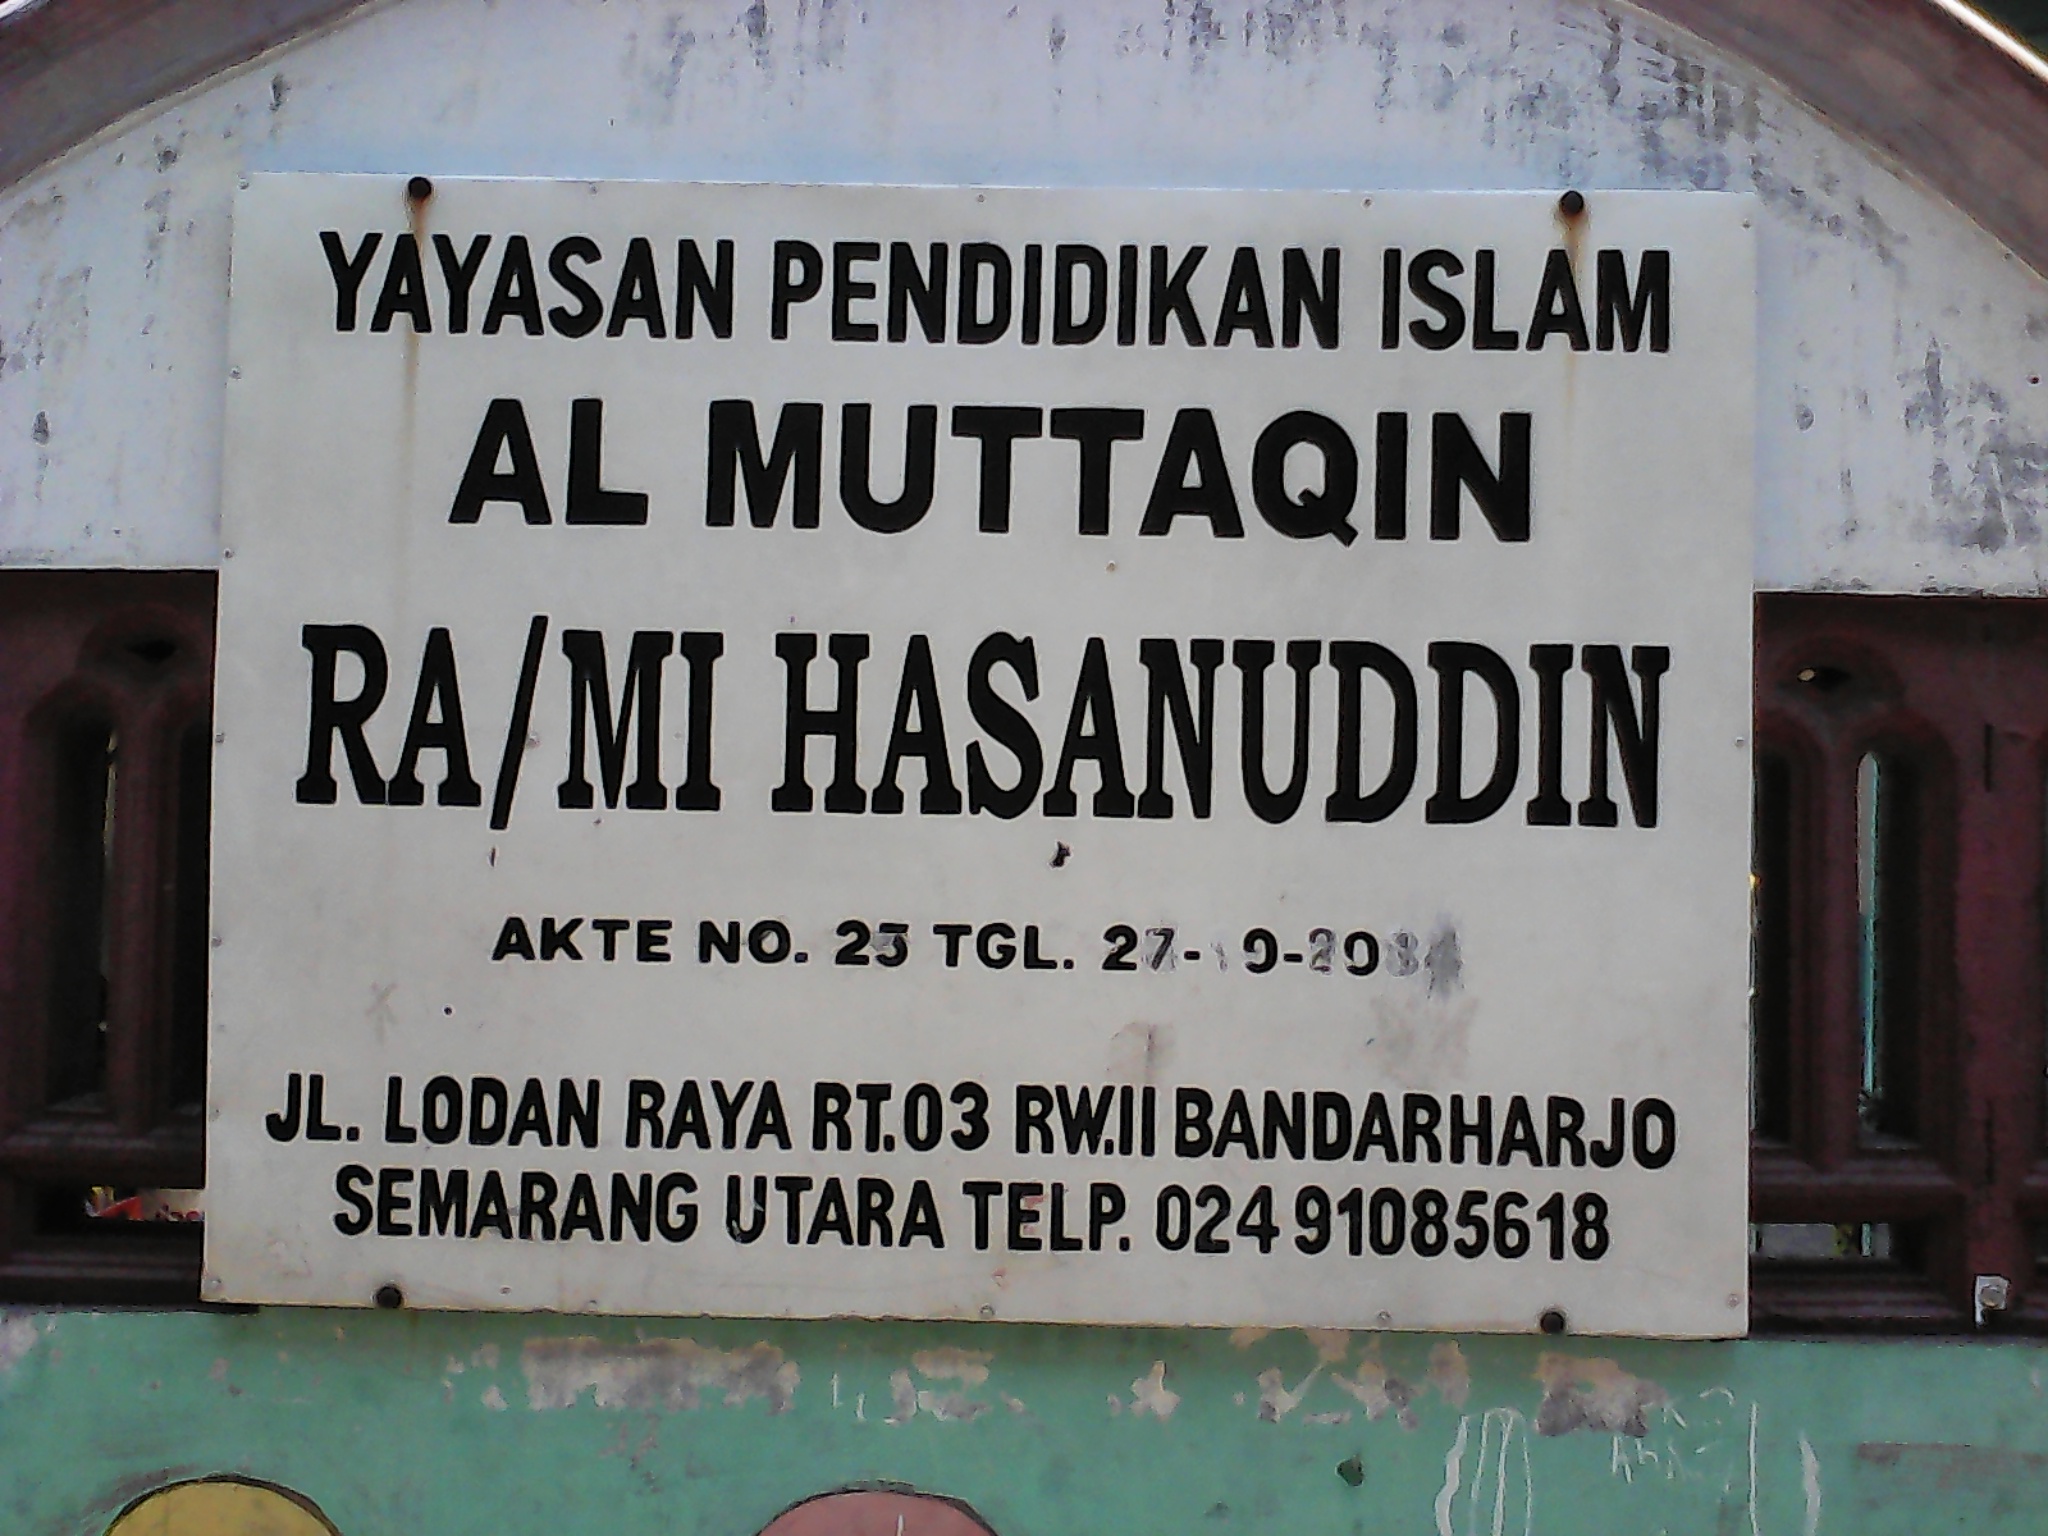 YAYASAN PENDIDIKAN ISLAM
AL MUTTAQIN
RA/MI HASANUDDIN
AKTE NO. TGL.
JL. LODAN RAYA RT.03 RW.II BANDARHARJO
SEMARANG UTARA TELP. 024 91085618